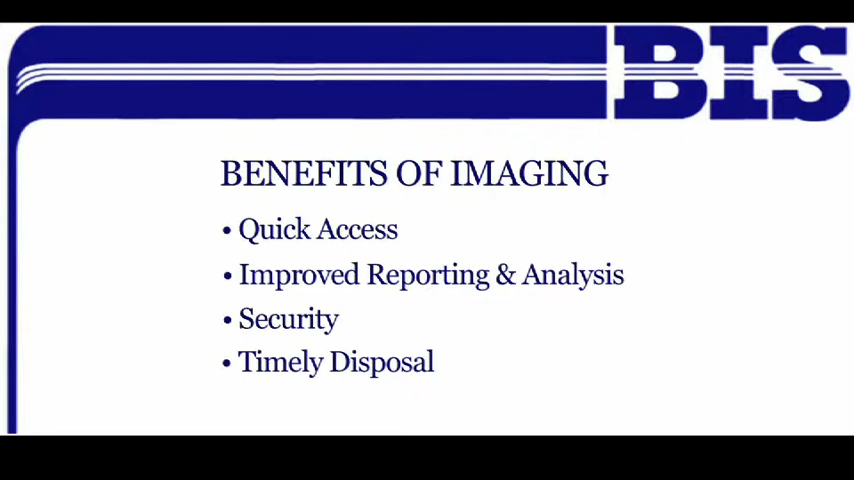 BIS
BENEFITS OF IMAGING
• Quick Access
• Improved Reporting & Analysis
• Security
• Timely Disposal